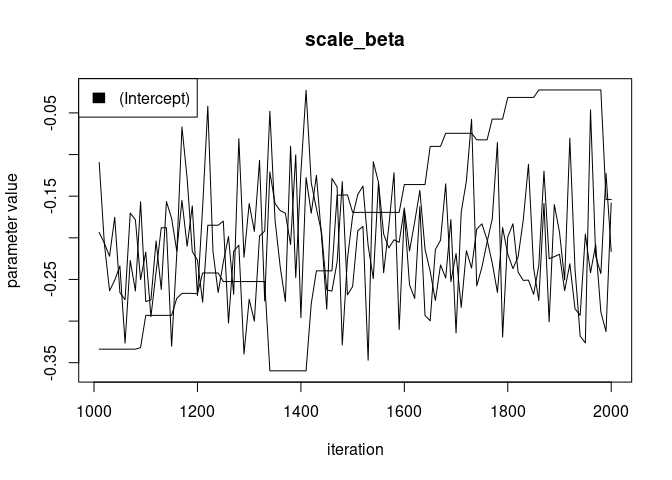 scale_beta
(Intercept)
parameter value
-0.05
-0.15
-0.25
-0.35
1000 1200 1400 1600 1800 2000
iteration